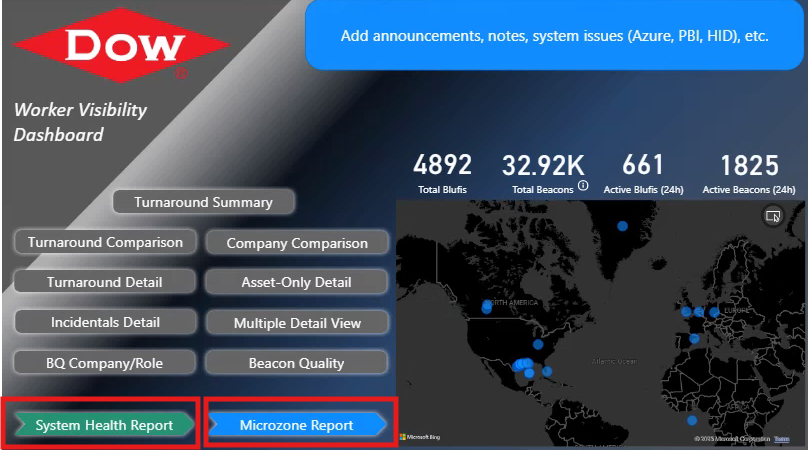 Dow
®
Add announcements, notes, system issues (Azure, PBI, HID), etc.
Worker Visibility
Dashboard
4892
Total Blufis
32.92K
Total Beacons
661
Active Blufis (24h)
1825
Active Beacons (24h)
Turnaround Summary
Turnaround Comparison
Company Comparison
Turnaround Detail
Asset-Only Detail
Incidentals Detail
Multiple Detail View
BQ Company/Role
Beacon Quality
System Health Report
Microzone Report
NORTH AMERICA
EUROPE
Atlantic Ocean
AFRICA
SOUTH AMERICA
Microsoft Bing
© 2025 Microsoft Corporation Terms